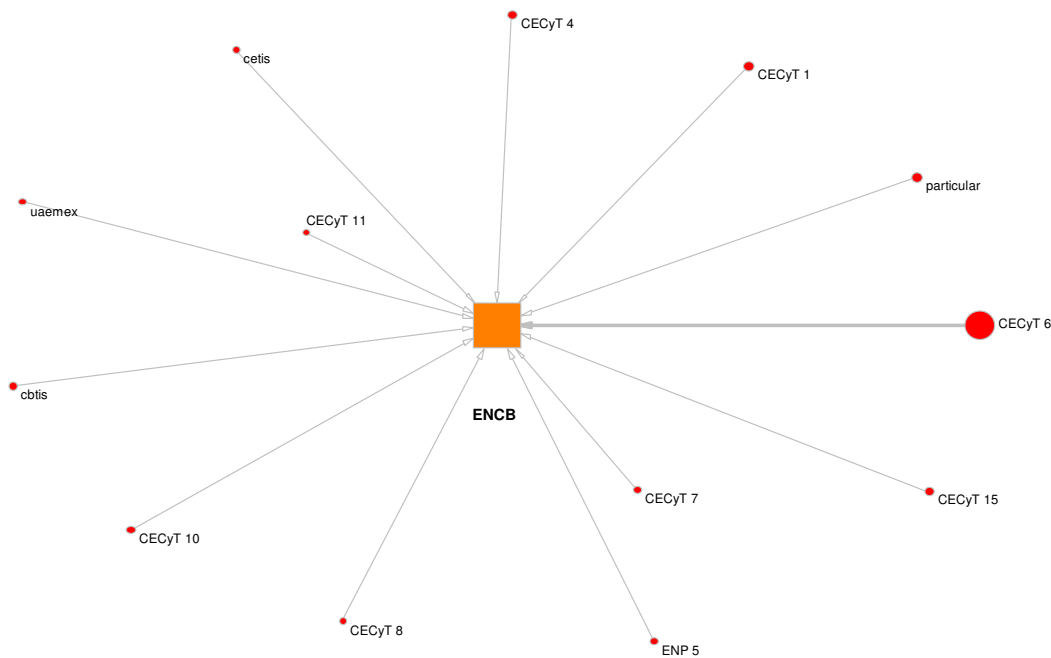 CECyT 4
cetis
CECyT 1
particular
uaemex
CECyT 11
CECyT 6
cbtis
ENCB
CECyT 7
CECyT 15
CECyT 10
CECyT 8
ENP 5